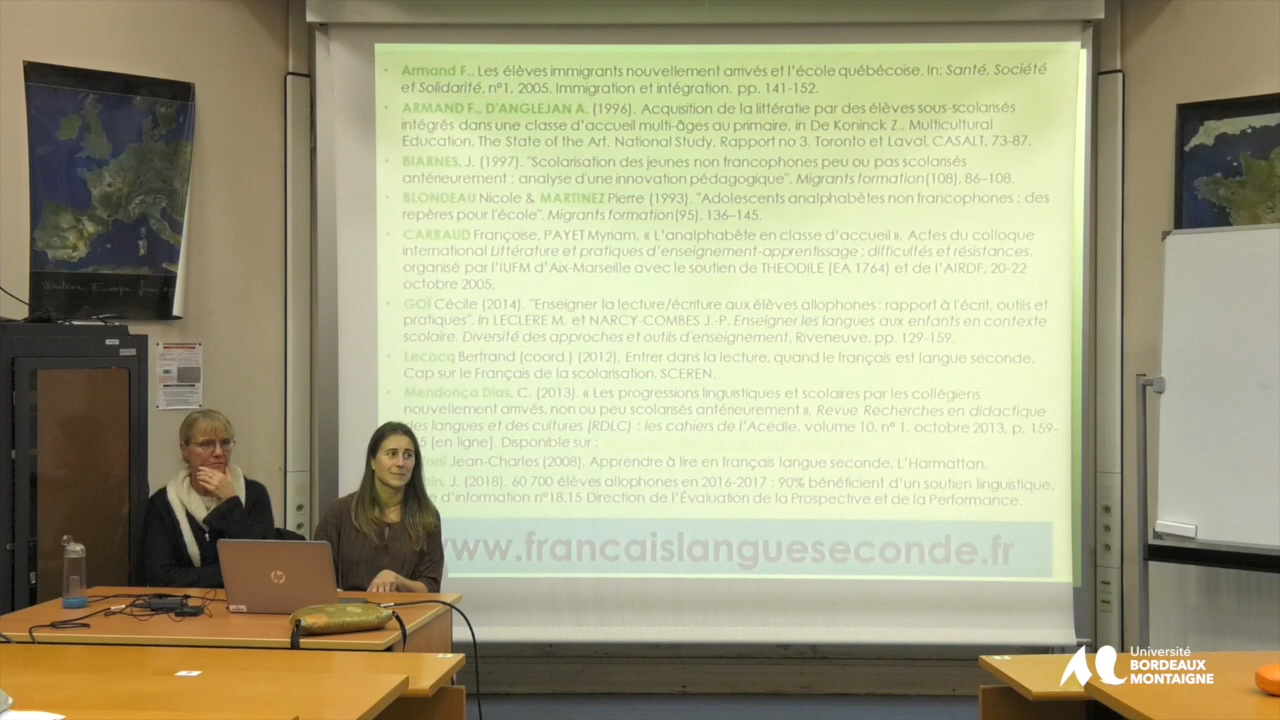 Armand F., Les élèves immigrants nouvellement arrivés et l'école québécoise. In: Santé, Société
et Solidarité, n°1, 2005. Immigration et intégration. pp. 141-152.
ARMAND F., D'ANGLEJAN A. (1996). Acquisition de la littératie par des élèves sous-scolarisés
intégrés dans une classe d'accueil multi-âges au primaire, in De Koninck Z., Multicultural
Education. The State of the Art. National Study, Rapport no 3. Toronto et Laval, CASALT, 73-87.
BIARNES, J. (1997). "Scolarisation des jeunes non francophones peu ou pas scolarisés
antérieurement : analyse d'une innovation pédagogique". Migrants formation(108), 86–108.
BLONDEAU Nicole & MARTINEZ Pierre (1993). "Adolescents analphabètes non francophones : des
repères pour l'école". Migrants formation(95), 136–145.
CARRAUD Françoise, PAYET Myriam, « L'analphabète en classe d'accueil », Actes du colloque
international Littérature et pratiques d'enseignement-apprentissage : difficultés et résistances,
organisé par l'IUFM d'Aix-Marseille avec le soutien de THEODILE (EA 1764) et de l'AIRDF, 20-22
octobre 2005.
GOÏ Cécile (2014). "Enseigner la lecture/écriture aux élèves allophones : rapport à l'écrit, outils et
pratiques". In LECLERE M. et NARCY-COMBES J.-P. Enseigner les langues aux enfants en contexte
scolaire. Diversité des approches et outils d'enseignement, Riveneuve, pp. 129-159.
Lecocq Bertrand (coord.) (2012). Entrer dans la lecture, quand le français est langue seconde.
Cap sur le Français de la scolarisation. SCEREN.
Mendonça Dias, C. (2013). « Les progressions linguistiques et scolaires par les collégiens
nouvellement arrivés, non ou peu scolarisés antérieurement ». Revue Recherches en didactique
des langues et des cultures (RDLC) : les cahiers de l'Acedle, volume 10, n° 1, octobre 2013, p. 159-
[en ligne]. Disponible sur :
Jean-Charles (2008). Apprendre à lire en français langue seconde. L'Harmattan.
J. (2018). 60 700 élèves allophones en 2016-2017 : 90% bénéficient d'un soutien linguistique,
d'information n°18.15 Direction de l'Évaluation de la Prospective et de la Performance.
www.francaislangueseconde.fr
Western Europe from
hp
Université
BORDEAUX
MONTAIGNE